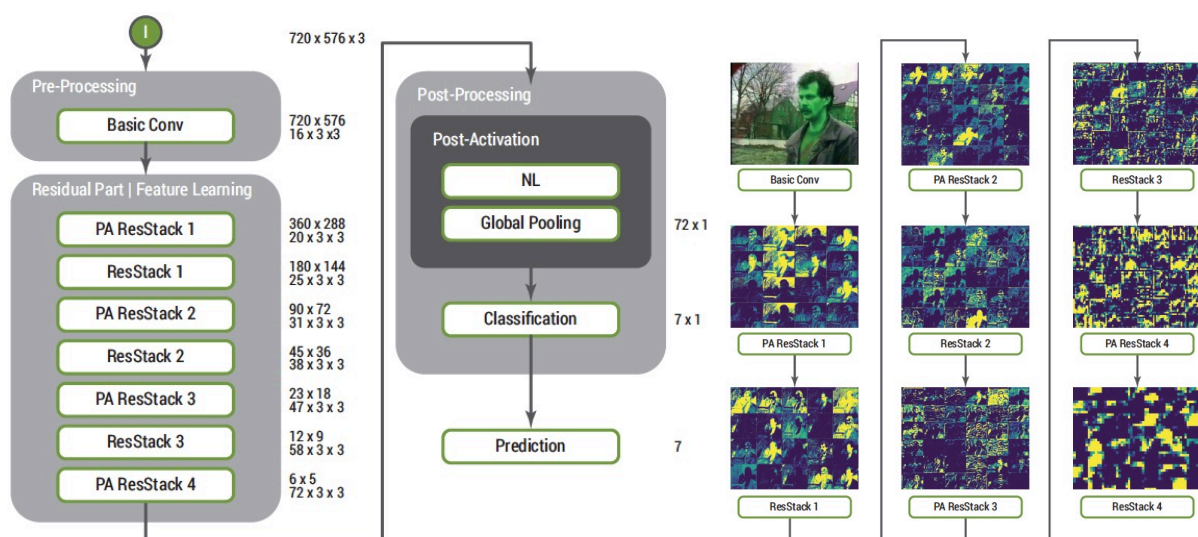 I
720 x 576 x 3
Pre-Processing
Basic Conv
720 x 576
16 x 3 x3
Residual Part | Feature Learning
PA ResStack 1
360 x 288
20 x 3 x 3
ResStack 1
180 x 144
25 x 3 x 3
PA ResStack 2
90 x 72
31 x 3 x 3
ResStack 2
45 x 36
38 x 3 x 3
PA ResStack 3
23 x 18
47 x 3 x 3
ResStack 3
12 x 9
58 x 3 x 3
PA ResStack 4
6 x 5
72 x 3 x 3
Post-Processing
Post-Activation
NL
Global Pooling
72 x 1
Classification
7 x 1
Prediction
7
Basic Conv
PA ResStack 1
ResStack 1
PA ResStack 2
ResStack 2
PA ResStack 3
ResStack 3
PA ResStack 4
ResStack 4